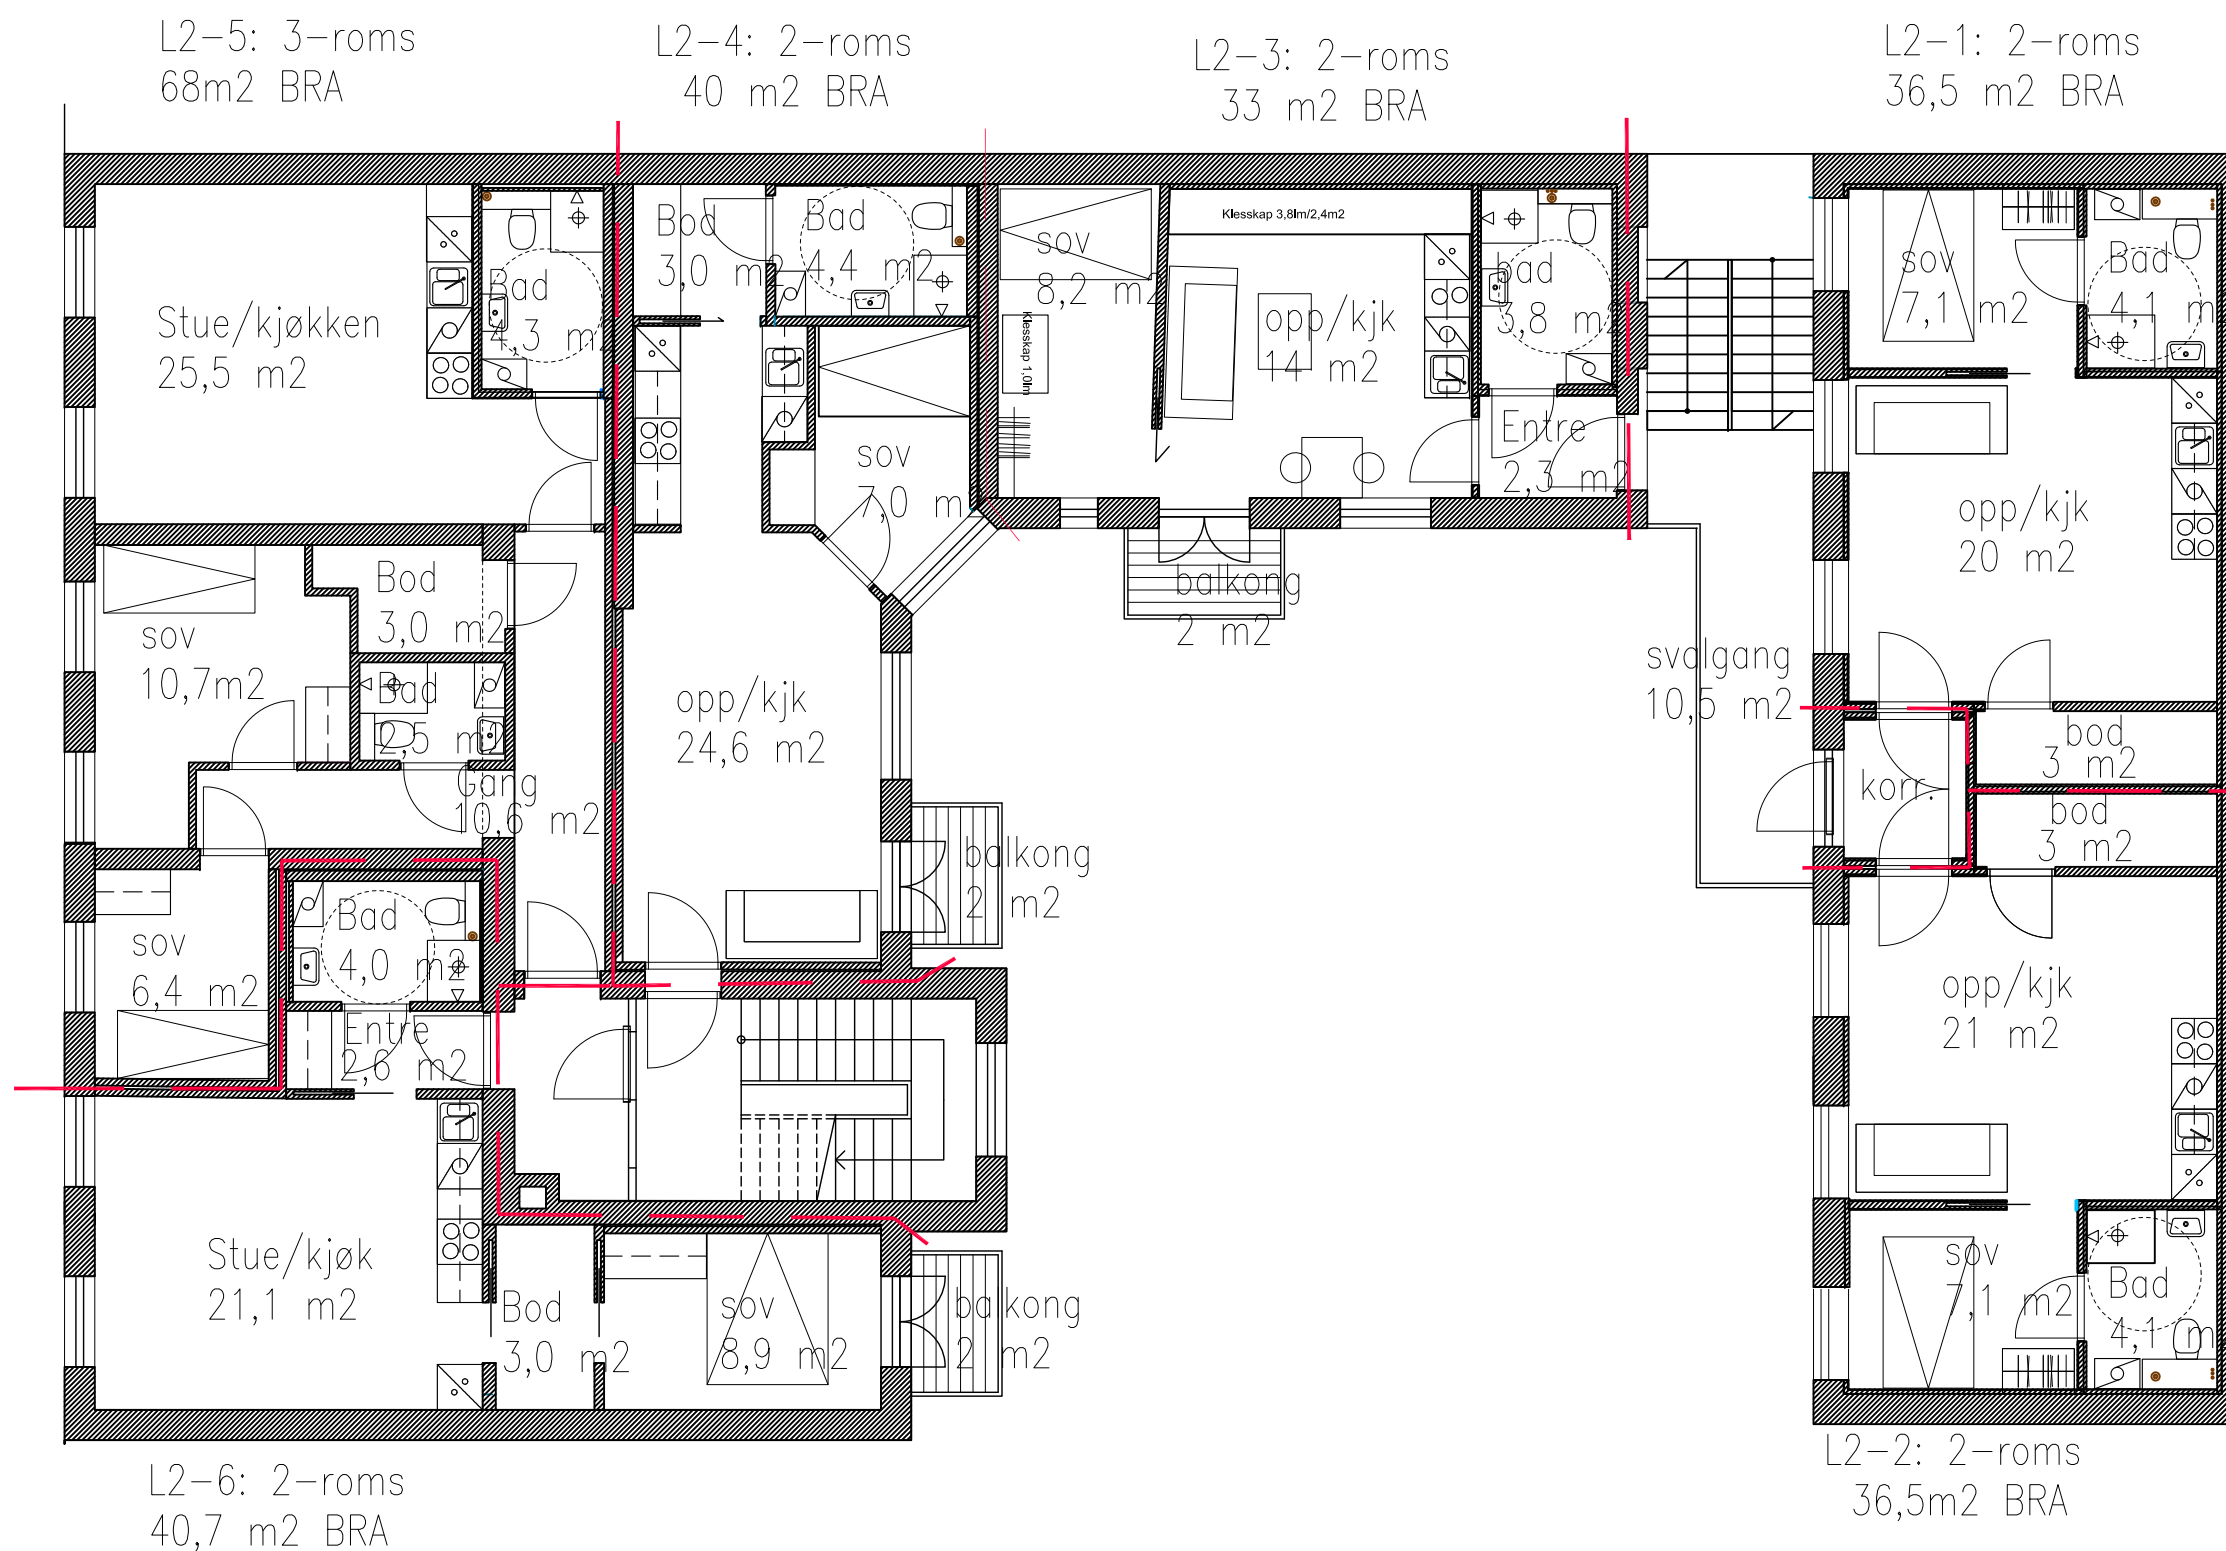 L2-5: 3-roms
68m2 BRA
L2-4: 2-roms
40 m2 BRA
L2-3: 2-roms
33 m2 BRA
L2-1: 2-roms
36,5 m2 BRA
Stue/kjøkken
25,5 m2
Bad
4,3 m2
Bod
3,0 m2
Bad
4,4 m2
sov
8,2 m2
Klesskap 3,8lm/2,4m2
Klesskap 1,0lm
opp/kjk
14 m2
bad
3,8 m2
Entre
2,3 m2
sov
7,1 m2
Bad
4,1 m
sov
7,0 m
opp/kjk
20 m2
balkong
2 m2
Bod
3,0 m2
sov
10,7m2
Bad
2,5 m2
Gang
10,6 m2
opp/kjk
24,6 m2
svalgang
10,5 m2
bod
3 m2
korr.
bod
3 m2
balkong
2 m2
Bad
4,0 m2
sov
6,4 m2
Entre
2,6 m2
opp/kjk
21 m2
Stue/kjøk
21,1 m2
Bod
3,0 m2
sov
8,9 m2
balkong
2 m2
sov
7,1 m2
Bad
4,1 m
L2-6: 2-roms
40,7 m2 BRA
L2-2: 2-roms
36,5m2 BRA